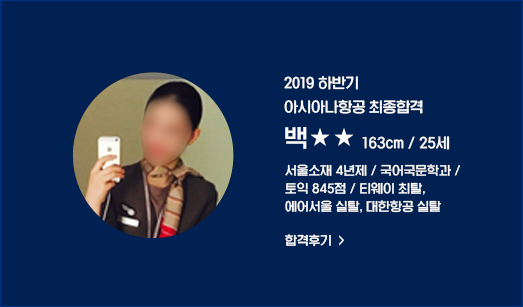 2019 하반기
아시아나항공 최종합격
백★★ 163cm / 25세
서울소재 4년제 / 국어국문학과 /
토익 845점 / 티웨이 최탈,
에어서울 실탈, 대한항공 실탈
합격후기 >